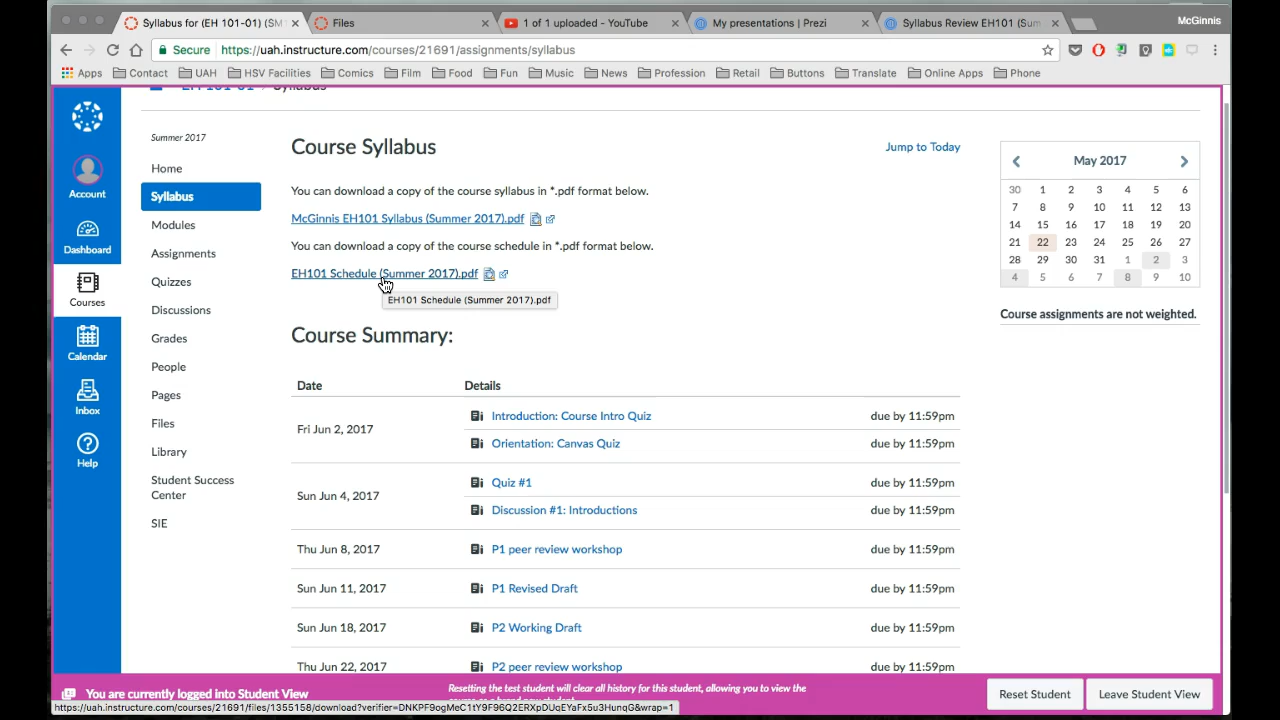 Syllabus for (EH 101-01) (SM
Files
1 of 1 uploaded - YouTube
My presentations | Prezi
Syllabus Review EH101 (Sum
McGinnis
Secure
https://uah.instructure.com/courses/21691/assignments/syllabus
Apps
Contact
UAH
HSV Facilities
Comics
Film
Food
Fun
Music
News
Profession
Retail
Buttons
Translate
Online Apps
Phone
EH 101-01
Syllabus
Account
Dashboard
Courses
Calendar
Inbox
Help
Summer 2017
Home
Syllabus
Modules
Assignments
Quizzes
Discussions
Grades
People
Pages
Files
Library
Student Success
Center
SIE
Course Syllabus
Jump to Today
You can download a copy of the course syllabus in *.pdf format below.
McGinnis EH101 Syllabus (Summer 2017).pdf
You can download a copy of the course schedule in *.pdf format below.
EH101 Schedule (Summer 2017).pdf
EH101 Schedule (Summer 2017).pdf
Course Summary:
Date Details
Fri Jun 2, 2017
Introduction: Course Intro Quiz due by 11:59pm
Orientation: Canvas Quiz due by 11:59pm
Sun Jun 4, 2017
Quiz #1 due by 11:59pm
Discussion #1: Introductions due by 11:59pm
Thu Jun 8, 2017 P1 peer review workshop due by 11:59pm
Sun Jun 11, 2017 P1 Revised Draft due by 11:59pm
Sun Jun 18, 2017 P2 Working Draft due by 11:59pm
Thu Jun 22, 2017 P2 peer review workshop due by 11:59pm
May 2017
30 1 2 3 4 5 6
7 8 9 10 11 12 13
14 15 16 17 18 19 20
21 22 23 24 25 26 27
28 29 30 31 1 2 3
4 5 6 7 8 9 10
Course assignments are not weighted.
You are currently logged into Student View
Resetting the test student will clear all history for this student, allowing you to view the
Reset Student
Leave Student View
https://uah.instructure.com/courses/21691/files/1355158/download?verifier=DNKPF9ogMeC1tY9F96Q2ERXpDUqEYaFx5u3HunqG&wrap=1